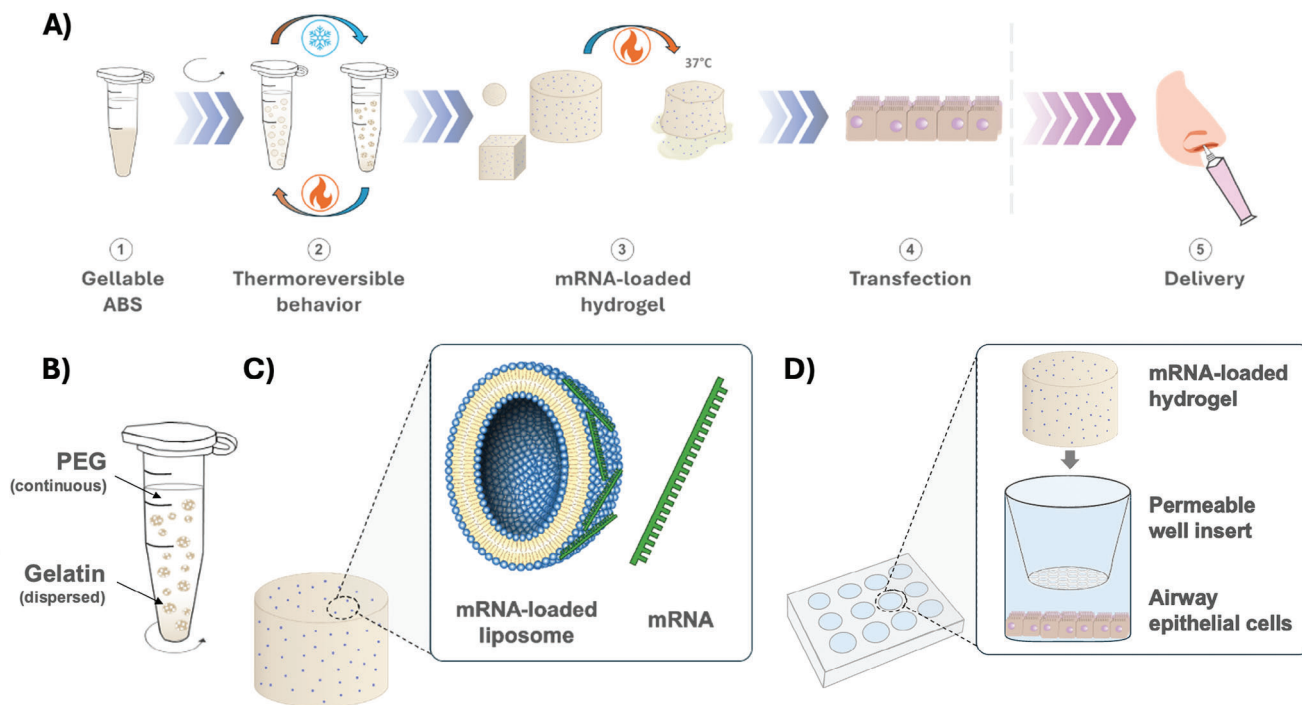 A)
37°C
1
2
3
4
5
Gellable
ABS
Thermoreversible
behavior
mRNA-loaded
hydrogel
Transfection
Delivery
B)
PEG
(continuous)
Gelatin
(dispersed)
C)
mRNA-loaded
liposome
mRNA
D)
mRNA-loaded
hydrogel
Permeable
well insert
Airway
epithelial cells